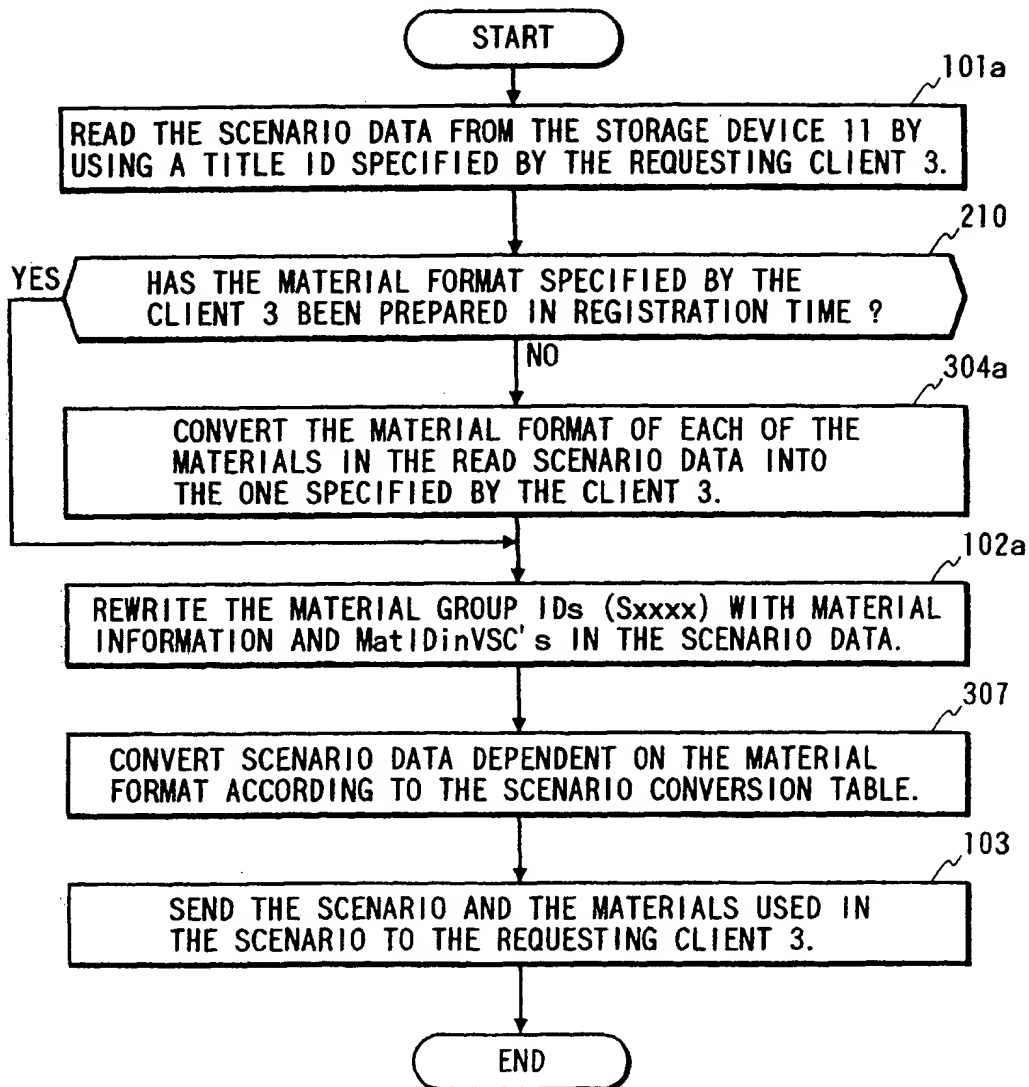 START
101a
READ THE SCENARIO DATA FROM THE STORAGE DEVICE 11 BY
USING A TITLE ID SPECIFIED BY THE REQUESTING CLIENT 3.
210
YES
HAS THE MATERIAL FORMAT SPECIFIED BY THE
CLIENT 3 BEEN PREPARED IN REGISTRATION TIME ?
NO
304a
CONVERT THE MATERIAL FORMAT OF EACH OF THE
MATERIALS IN THE READ SCENARIO DATA INTO
THE ONE SPECIFIED BY THE CLIENT 3.
102a
REWRITE THE MATERIAL GROUP IDs (Sxxxx) WITH MATERIAL
INFORMATION AND MatIDinVSC's IN THE SCENARIO DATA.
307
CONVERT SCENARIO DATA DEPENDENT ON THE MATERIAL
FORMAT ACCORDING TO THE SCENARIO CONVERSION TABLE.
103
SEND THE SCENARIO AND THE MATERIALS USED IN
THE SCENARIO TO THE REQUESTING CLIENT 3.
END